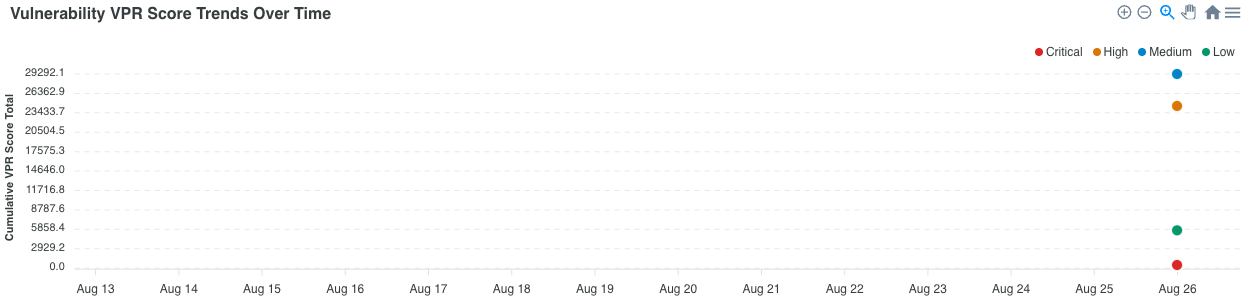 Vulnerability VPR Score Trends Over Time
Critical High Medium Low
Cumulative VPR Score Total
29292.1
26362.9
23433.7
20504.5
17575.3
14646.0
11716.8
8787.6
5858.4
2929.2
0.0
Aug 13 Aug 14 Aug 15 Aug 16 Aug 17 Aug 18 Aug 19 Aug 20 Aug 21 Aug 22 Aug 23 Aug 24 Aug 25 Aug 26